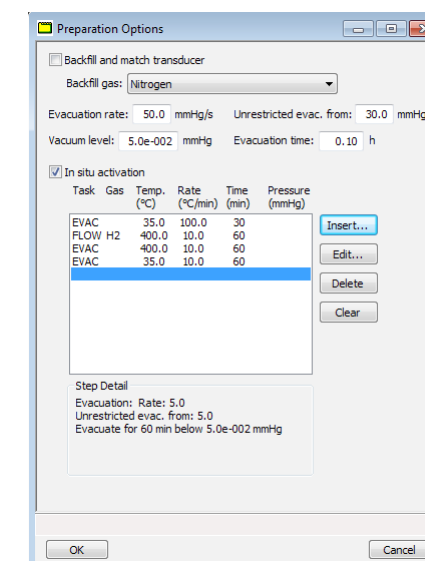 Preparation Options
Backfill and match transducer
Backfill gas: Nitrogen
Evacuation rate: 50.0 mmHg/s Unrestricted evac. from: 30.0 mmHg
Vacuum level: 5.0e-002 mmHg Evacuation time: 0.10 h
In situ activation
Task Gas Temp. Rate Time Pressure
(°C) (°C/min) (min) (mmHg)
EVAC 35.0 100.0 30
FLOW H2 400.0 10.0 60
EVAC 400.0 10.0 60
EVAC 35.0 10.0 60
Insert...
Edit...
Delete
Clear
Step Detail
Evacuation: Rate: 5.0
Unrestricted evac. from: 5.0
Evacuate for 60 min below 5.0e-002 mmHg
OK Cancel